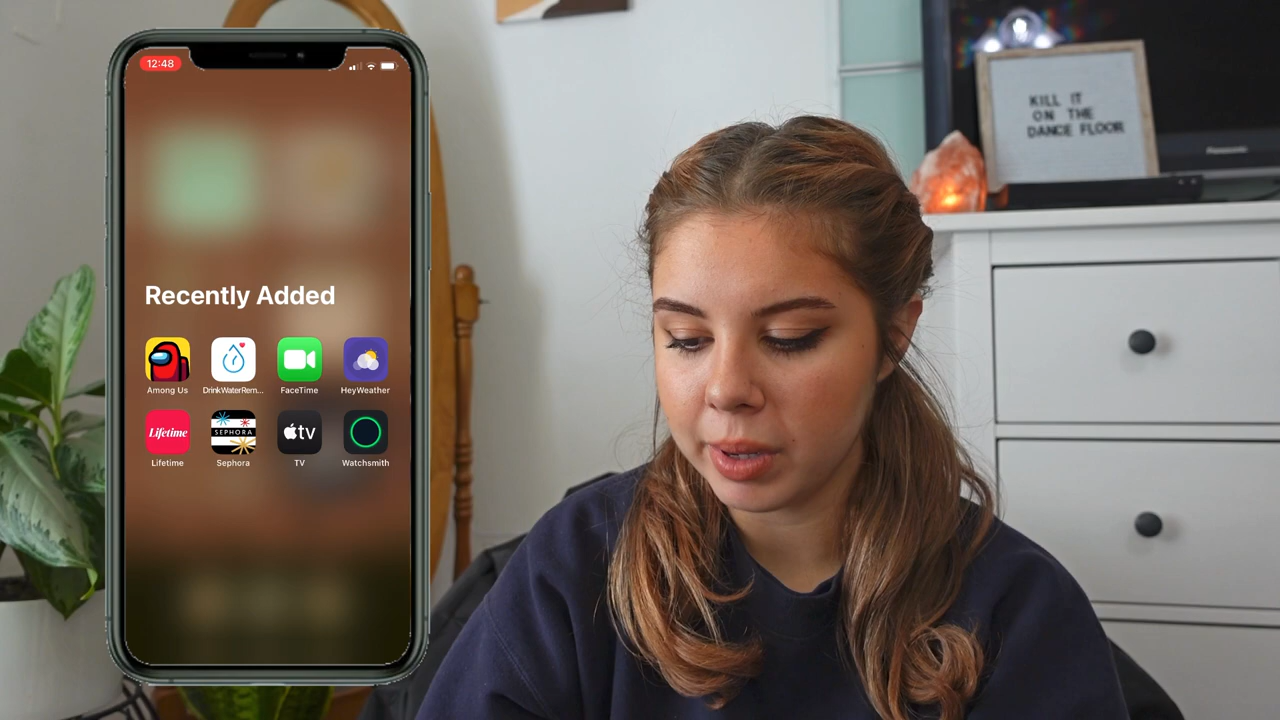 12:48
Recently Added
Among Us
DrinkWaterRem...
FaceTime
HeyWeather
Lifetime
SEPHORA
tv
Lifetime
Sephora
TV
Watchsmith
KILL IT
ON THE
DANCE FLOOR
Panasonic